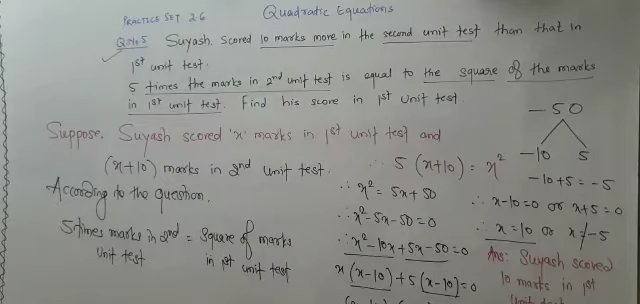 PRACTICE SET 2.6
Quadratic Equations
Q.No.5 Suyash scored 10 marks more in the second unit test than that in
1st unit test.
5 times the marks in 2nd unit test is equal to the square of the marks
in 1st unit test. Find his score in 1st unit test.
Suppose. Suyash scored 'x' marks in 1st unit test and
(x+10) marks in 2nd unit test.
According to the question.
5 times marks in 2nd unit test = Square of marks in 1st unit test
∴ 5(x+10) = x²
∴ x² = 5x+50
∴ x²-5x-50=0
∴ x²-10x+5x-50=0
x(x-10)+5(x-10)=0
-50
-10 5
-10+5=-5
∴ x-10=0 or x+5=0
∴ x=10 or x≠-5
Ans: Suyash scored
10 marks in